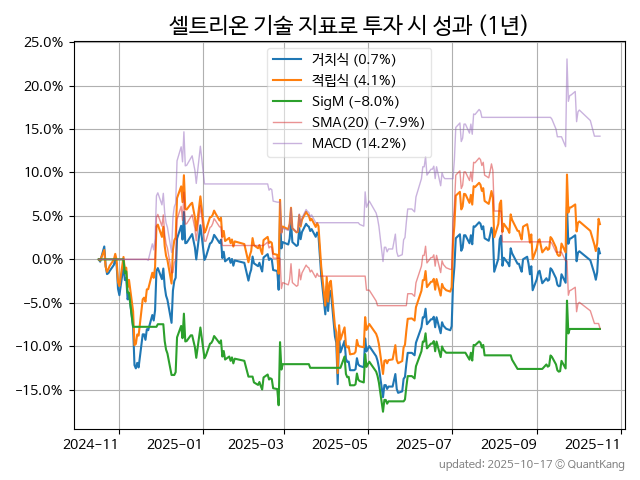 셀트리온 기술 지표로 투자 시 성과 (1년)
25.0%
20.0%
15.0%
10.0%
5.0%
0.0%
−5.0%
−10.0%
−15.0%
거치식 (0.7%)
적립식 (4.1%)
SigM (−8.0%)
SMA(20) (−7.9%)
MACD (14.2%)
2024-11 2025-01 2025-03 2025-05 2025-07 2025-09 2025-11
updated: 2025-10-17 © QuantKang